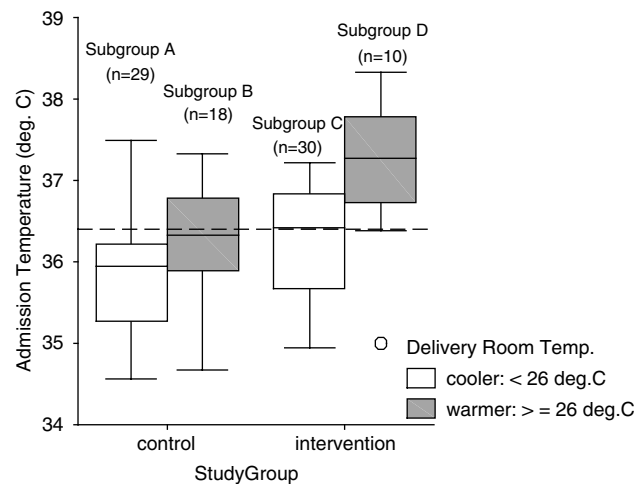 39
38
37
36
35
34
Admission Temperature (deg. C)
Subgroup A
(n=29)
Subgroup B
(n=18)
Subgroup C
(n=30)
Subgroup D
(n=10)
Delivery Room Temp.
cooler: < 26 deg.C
warmer: > = 26 deg.C
control
intervention
StudyGroup